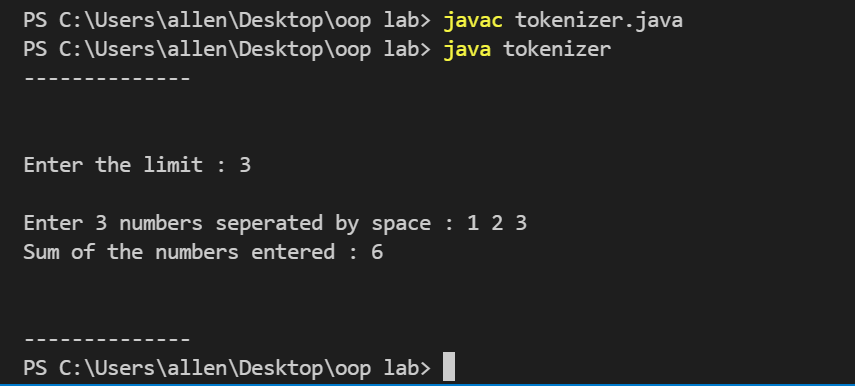 PS C:\Users\allen\Desktop\oop lab> javac tokenizer.java
PS C:\Users\allen\Desktop\oop lab> java tokenizer
--------------
Enter the limit : 3
Enter 3 numbers seperated by space : 1 2 3
Sum of the numbers entered : 6
--------------
PS C:\Users\allen\Desktop\oop lab>